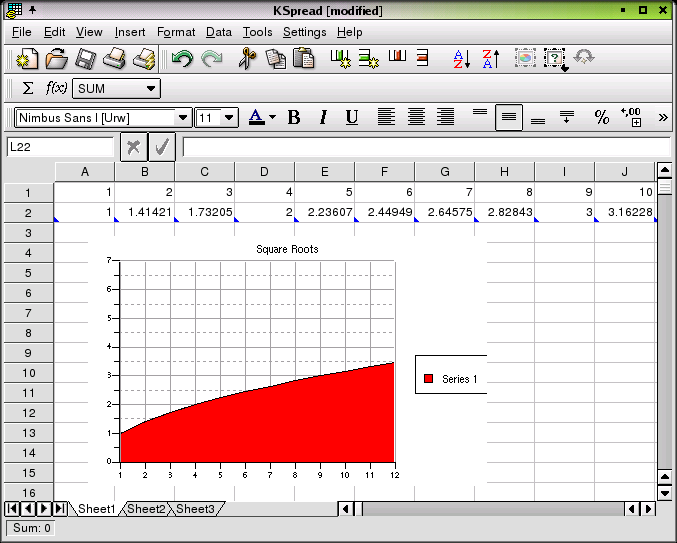 KSpread [modified]
File Edit View Insert Format Data Tools Settings Help
A Z Z A
Σ f(x) SUM
Nimbus Sans l [Urw] 11 A B I U % +,00 »
L22
A B C D E F G H I J
1 1 2 3 4 5 6 7 8 9 10
2 1 1.41421 1.73205 2 2.23607 2.44949 2.64575 2.82843 3 3.16228
3
4
5
6
7
8
9
10
11
12
13
14
15
16
Square Roots
7
6
5
4
3
2
1
0
1 2 3 4 5 6 7 8 9 10 11 12
Series 1
Sheet1 Sheet2 Sheet3
Sum: 0